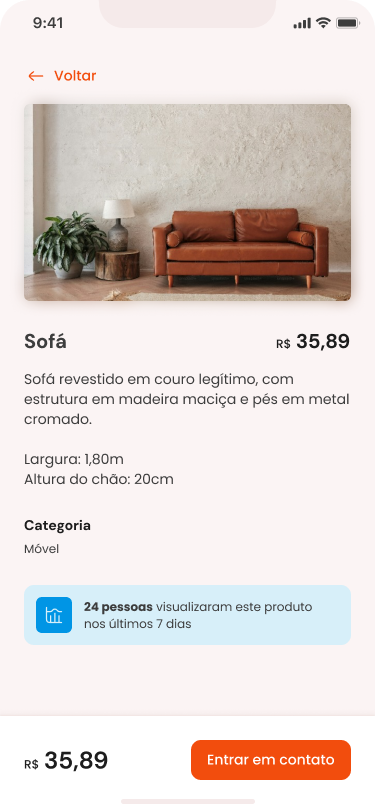 9:41
Voltar
Sofá
R$ 35,89
Sofá revestido em couro legítimo, com
estrutura em madeira maciça e pés em metal
cromado.
Largura: 1,80m
Altura do chão: 20cm
Categoria
Móvel
24 pessoas visualizaram este produto
nos últimos 7 dias
R$ 35,89
Entrar em contato